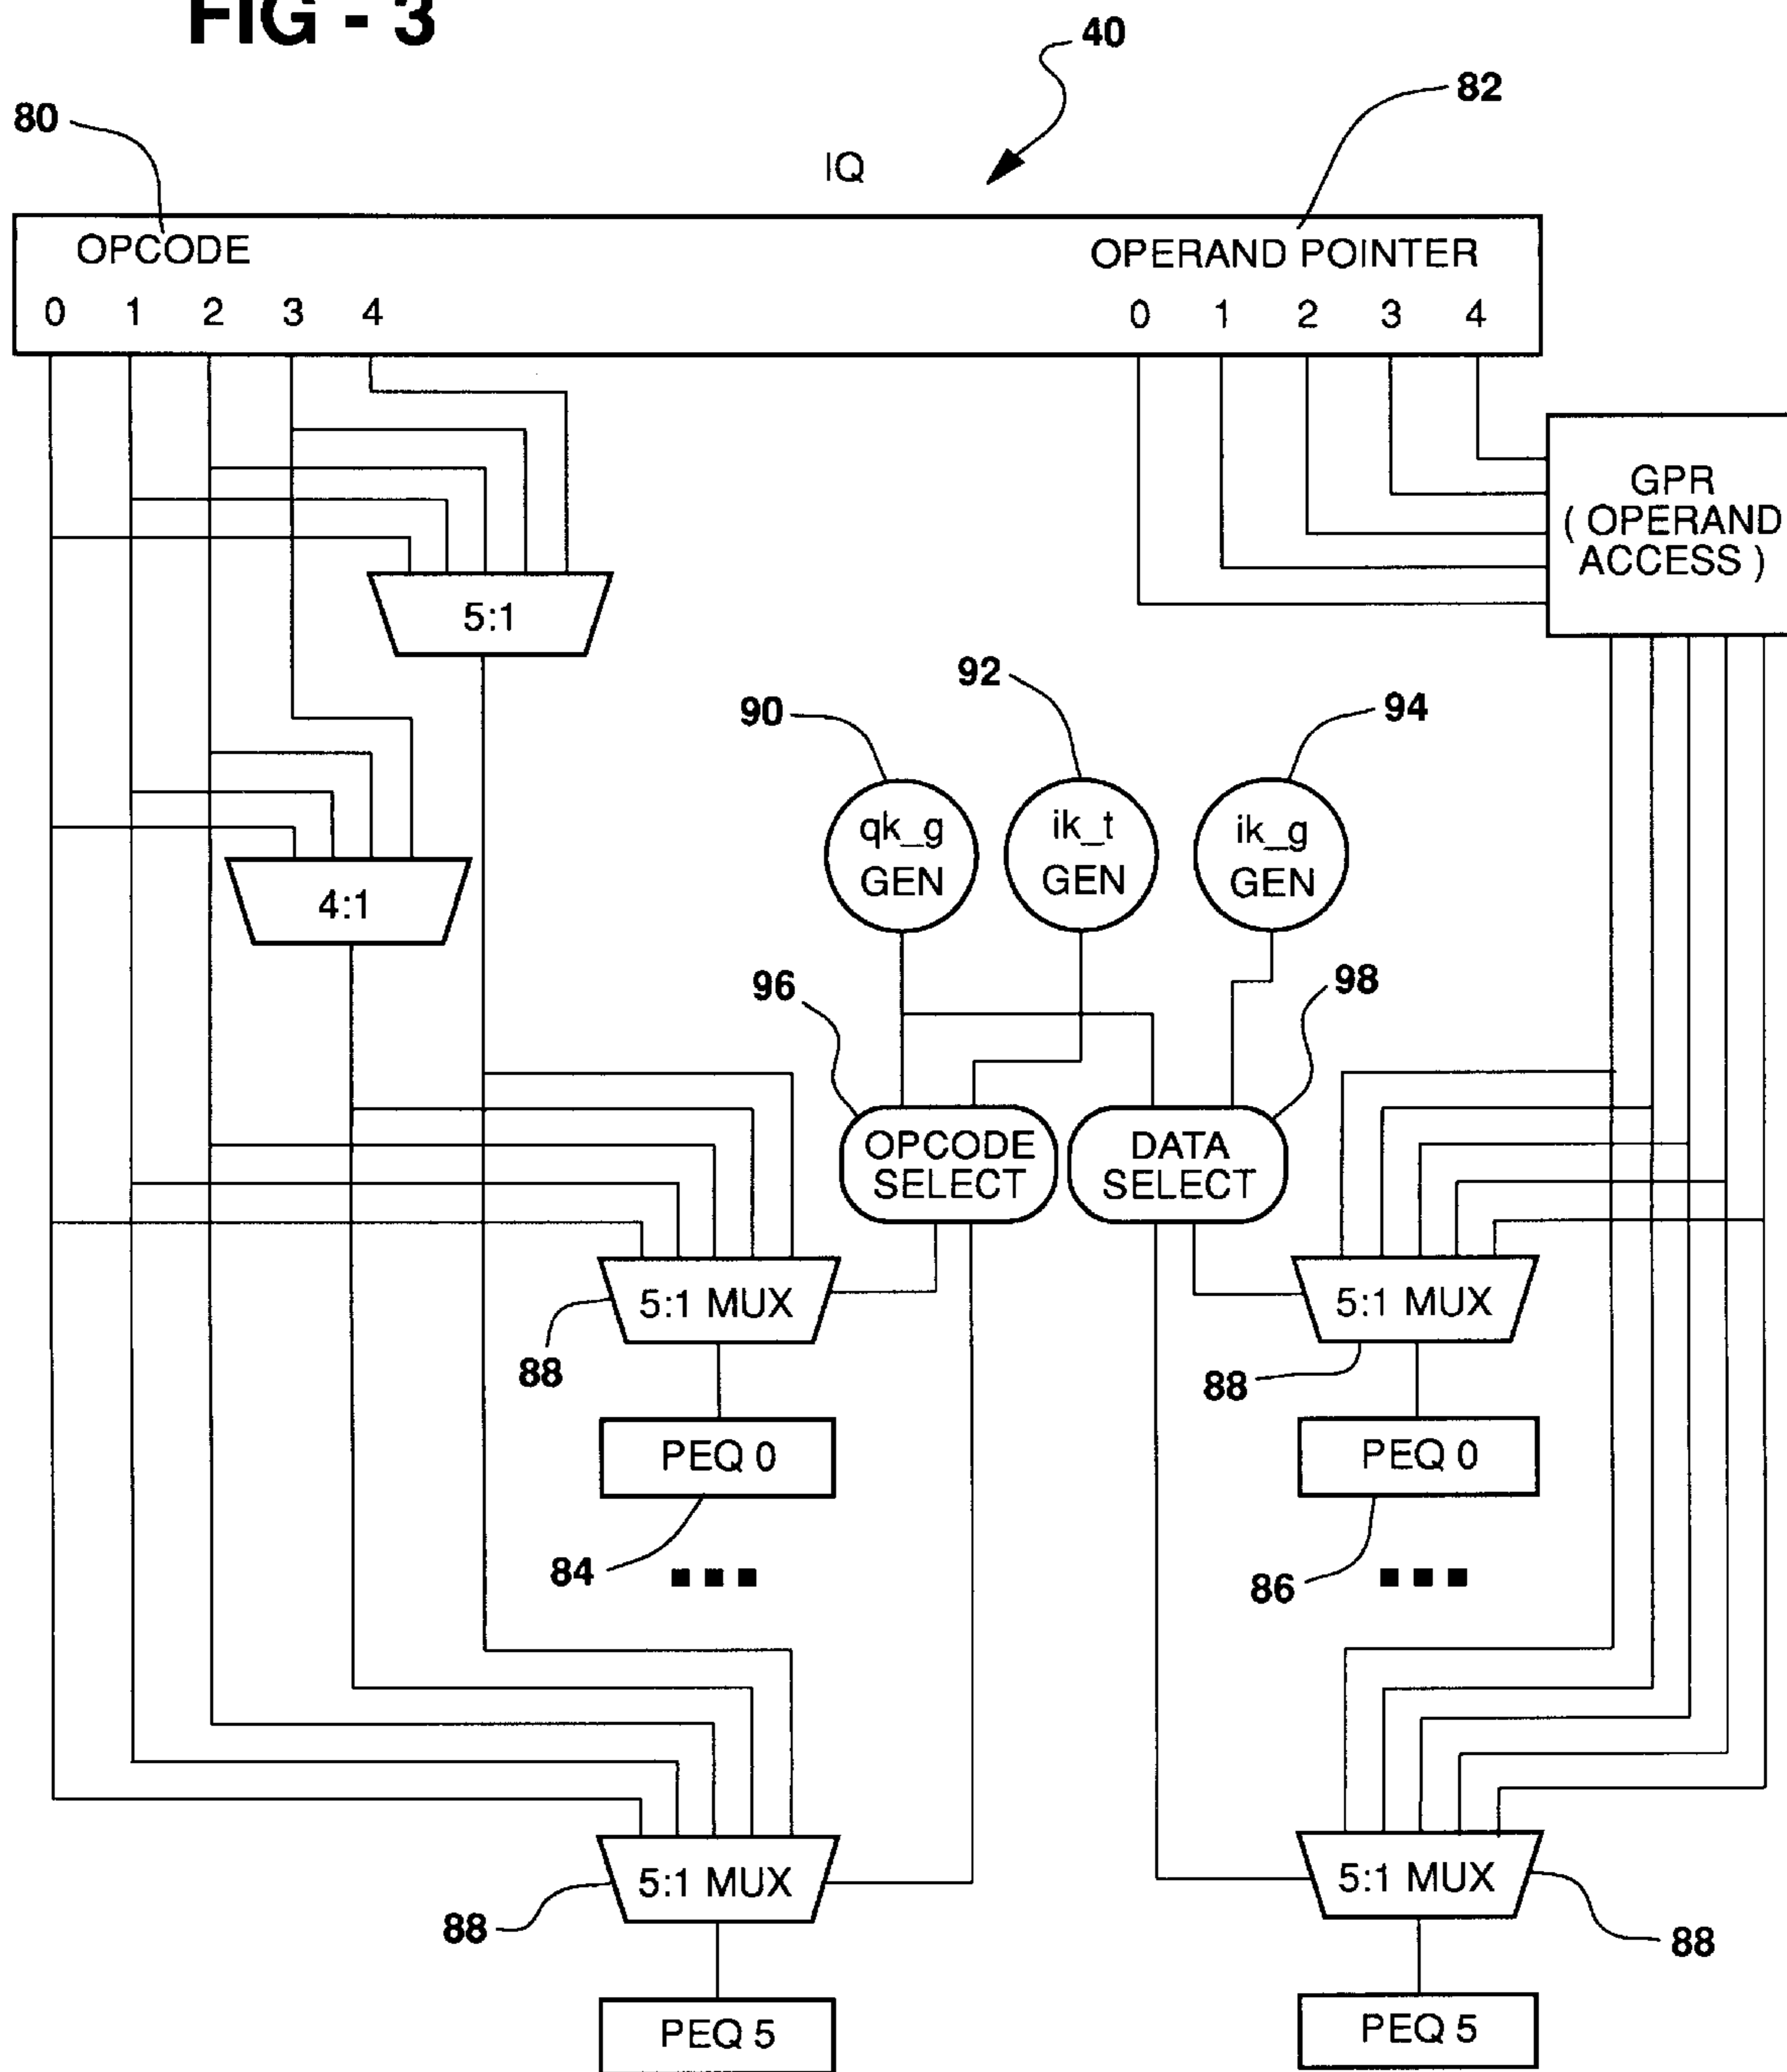 FIG - 3
40
82
80
IQ
OPCODE
OPERAND POINTER
0 1 2 3 4
0 1 2 3 4
GPR
( OPERAND
ACCESS )
5:1
92
90
94
qk_g
GEN
ik_t
GEN
ik_g
GEN
4:1
96
98
OPCODE
SELECT
DATA
SELECT
5:1 MUX
5:1 MUX
88
88
PEQ 0
PEQ 0
84
86
5:1 MUX
5:1 MUX
88
88
PEQ 5
PEQ 5